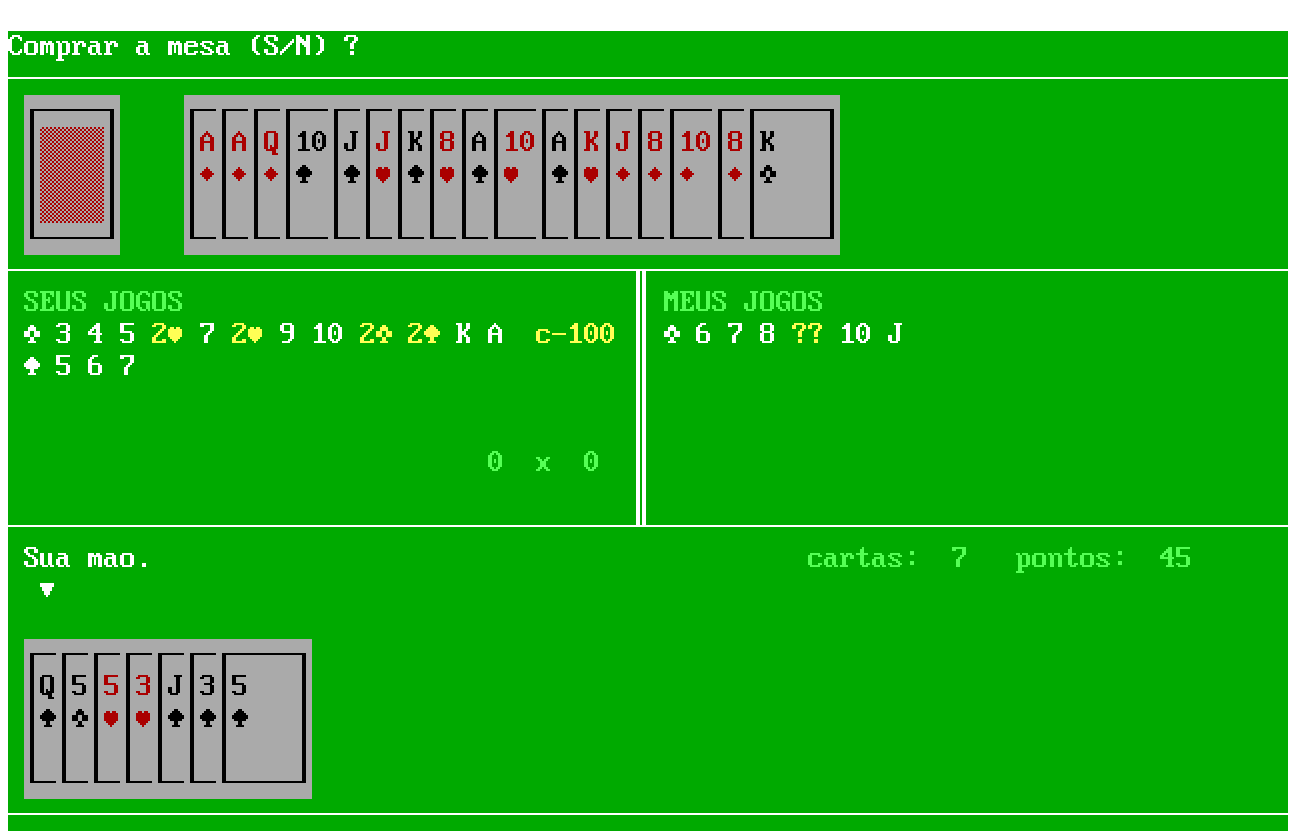 Comprar a mesa (S/N) ?
A A Q 10 J J K 8 A 10 A K J 8 10 8 K
♦ ♦ ♦ ♠ ♠ ♥ ♠ ♥ ♠ ♥ ♠ ♥ ♦ ♦ ♦ ♦ ♣
SEUS JOGOS
♣ 3 4 5 2♥ 7 2♥ 9 10 2♣ 2♠ K A c-100
♠ 5 6 7
0 x 0
MEUS JOGOS
♣ 6 7 8 ?? 10 J
Sua mao.
cartas: 7 pontos: 45
▼
Q 5 5 3 J 3 5
♠ ♣ ♥ ♥ ♠ ♠ ♠